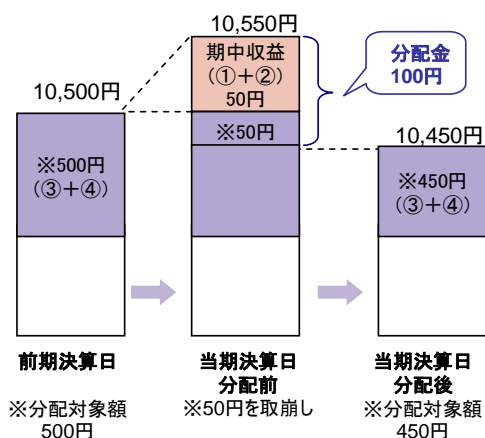 10,550円
期中収益
(①+②)
50円
分配金
100円
10,500円
※50円
10,450円
※500円
(③+④)
※450円
(③+④)
前期決算日
当期決算日
分配前
当期決算日
分配後
※分配対象額
500円
※50円を取崩し
※分配対象額
450円